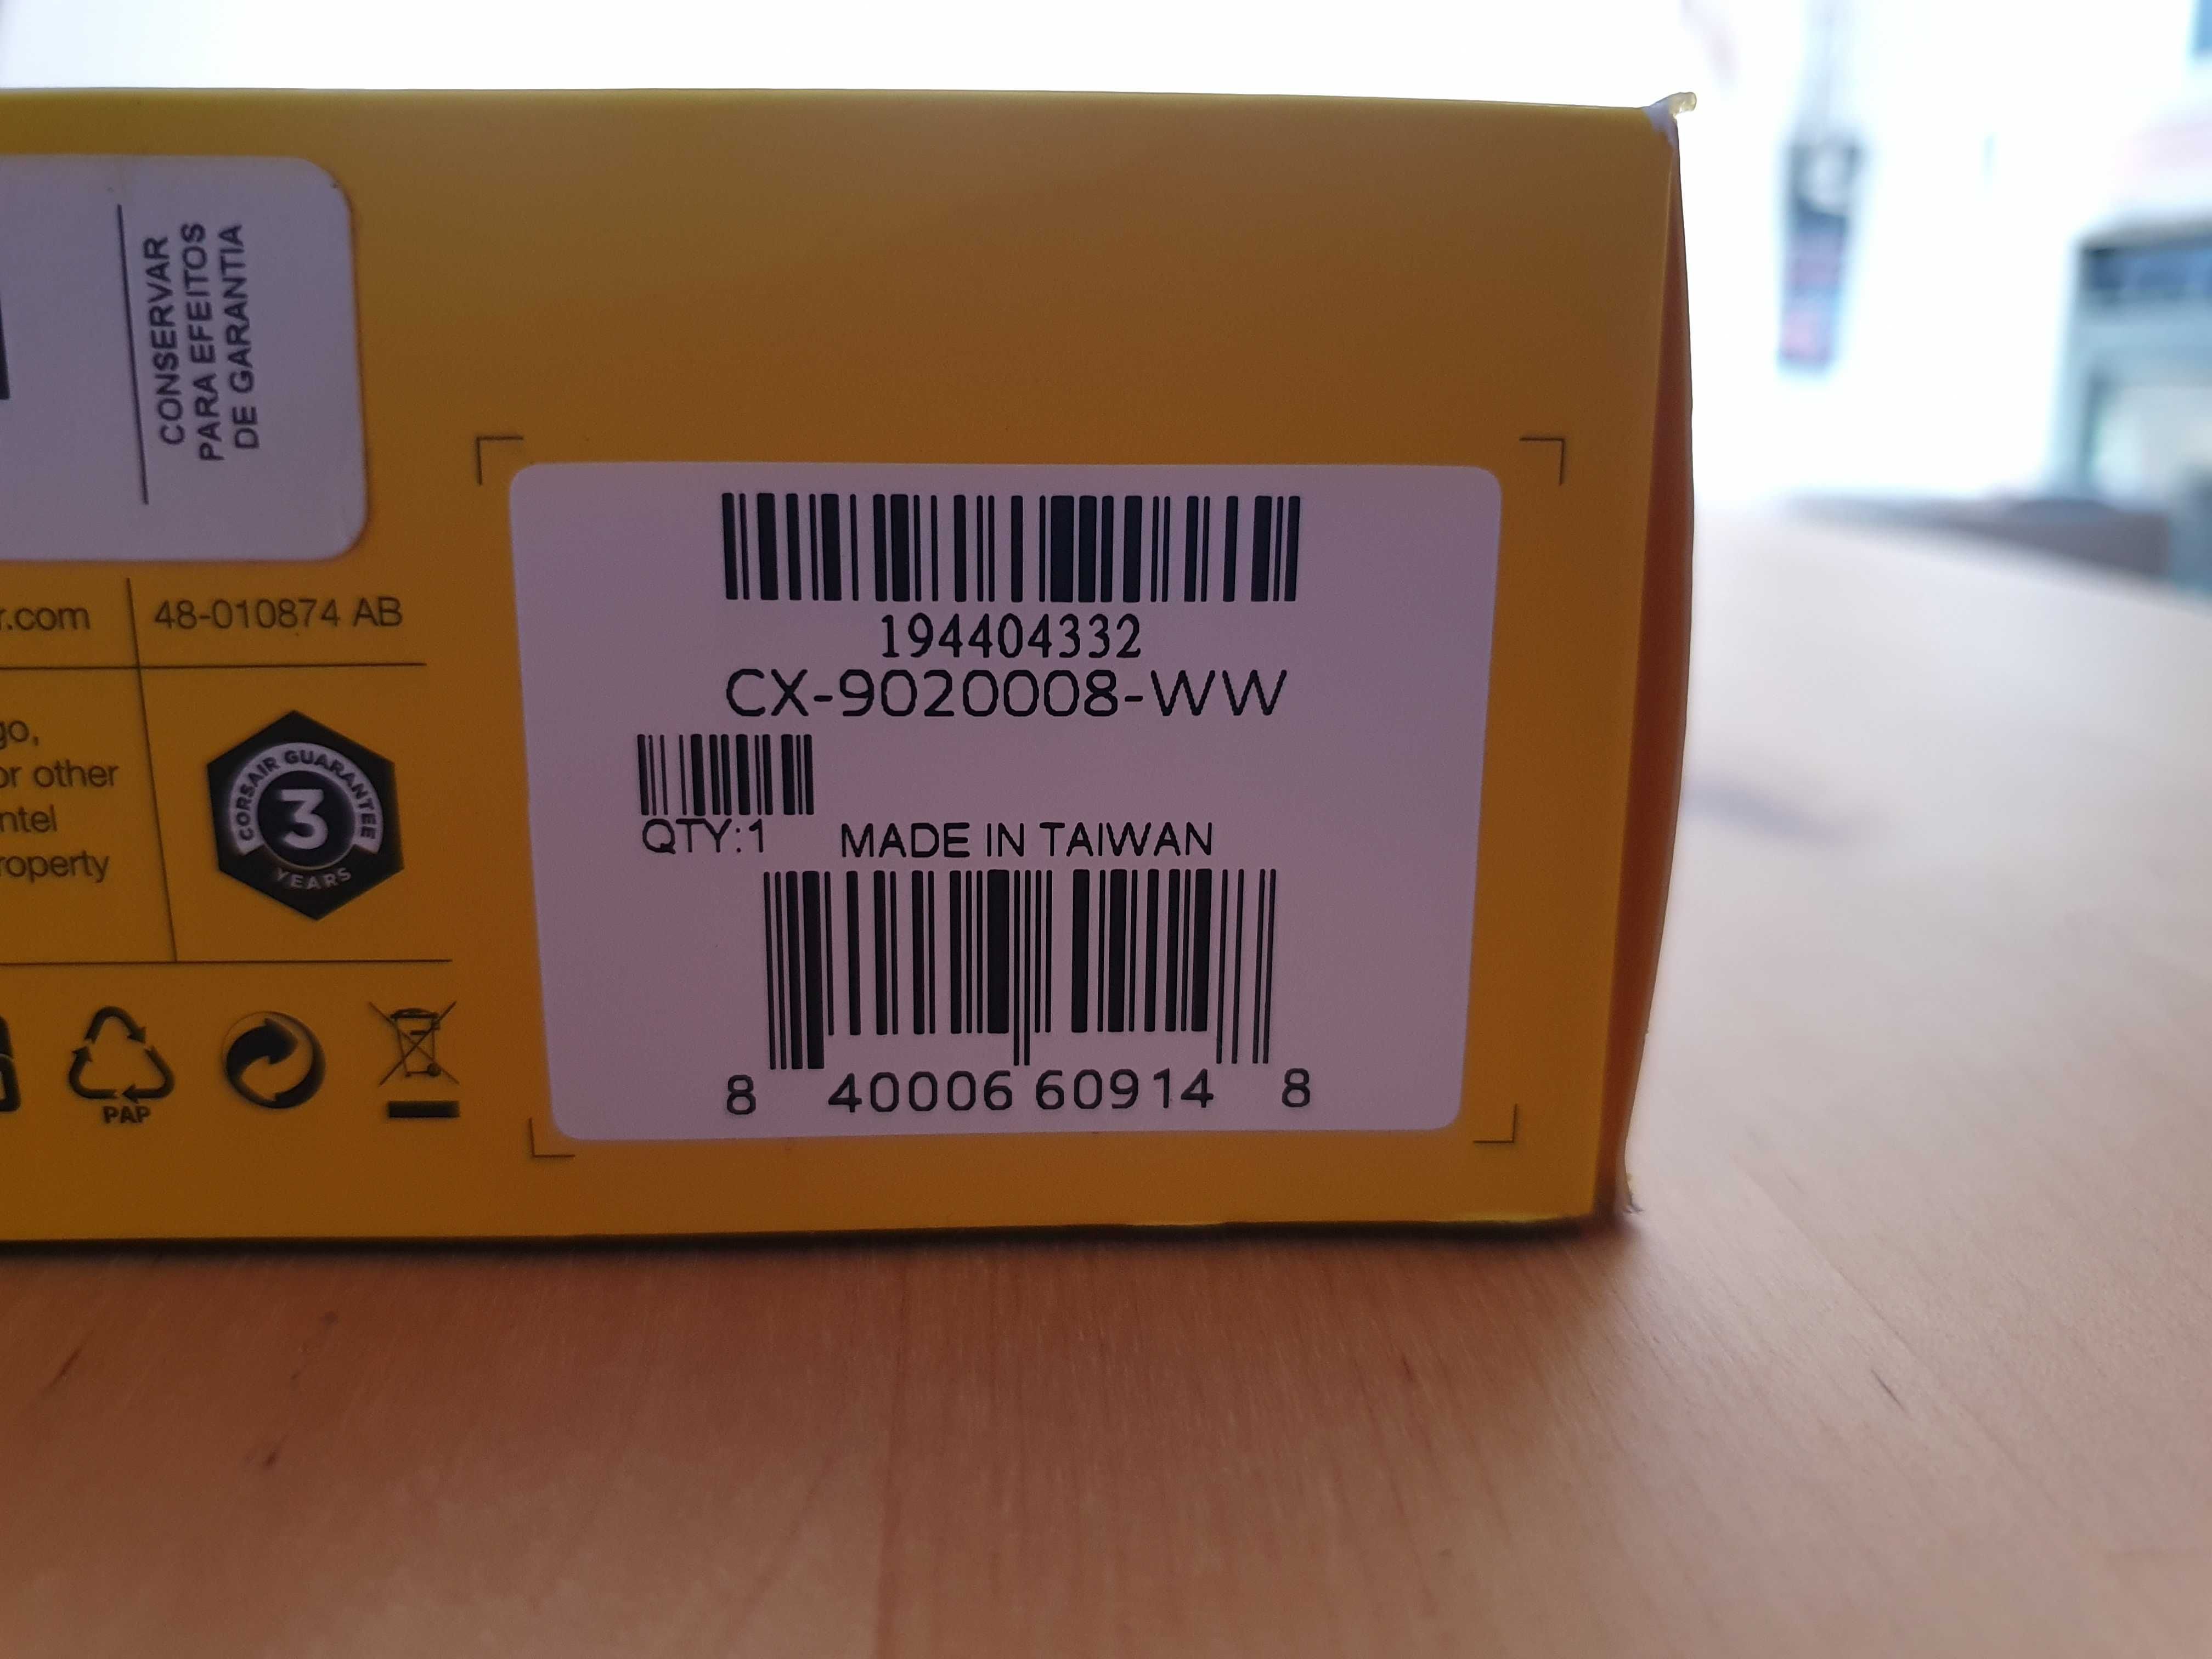 CONSERVAR
PARA EFEITOS
DE GARANTIA
r.com
48-010874 AB
go,
or other
ntel
roperty
CORSAIR GUARANTEE
3
YEARS
PAP
194404332
CX-9020008-WW
QTY:1
MADE IN TAIWAN
8 40006 60914 8